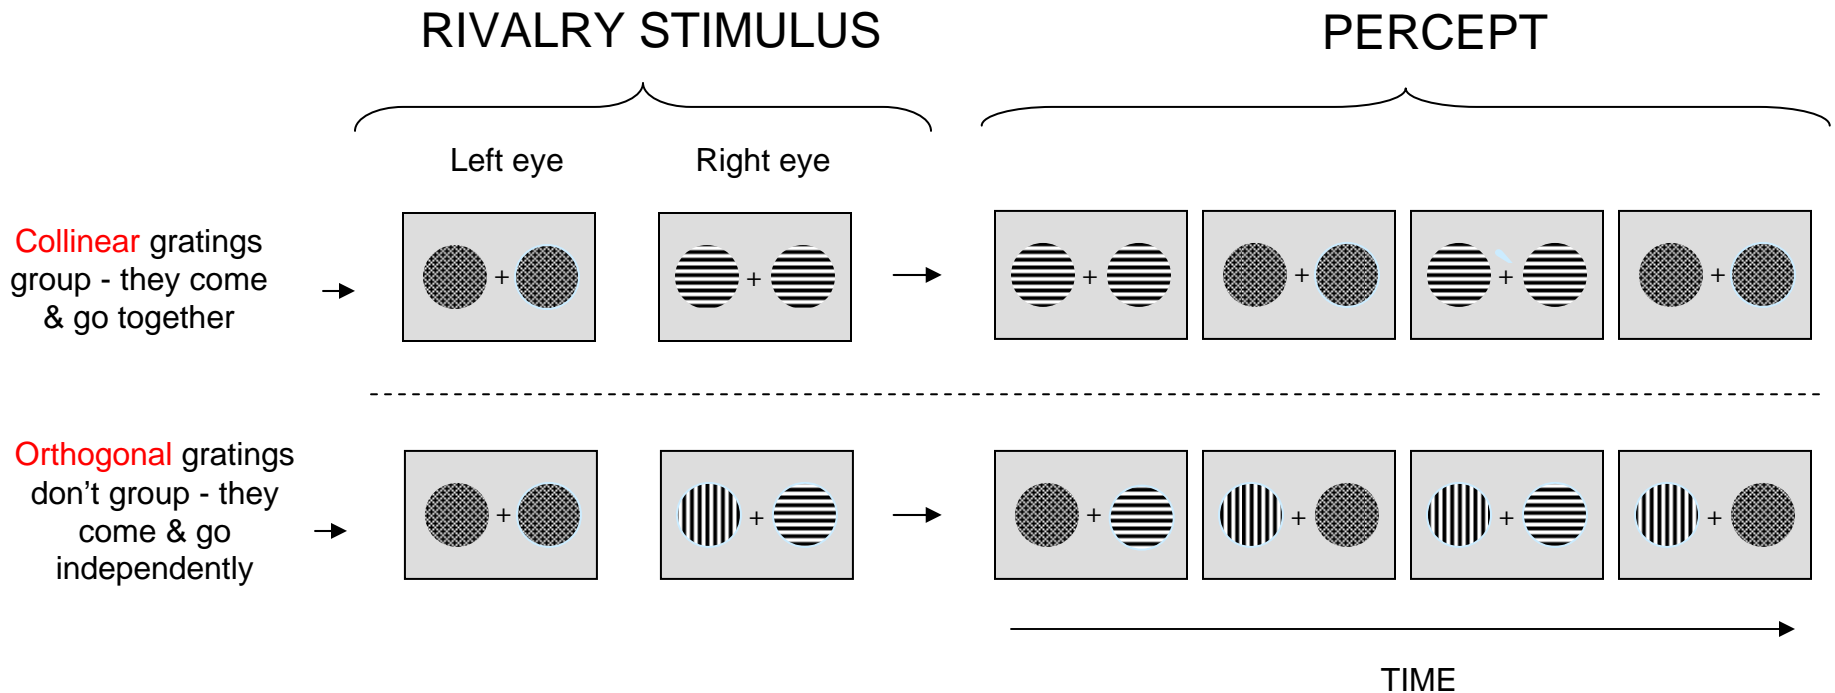 RIVALRY STIMULUS
PERCEPT
Left eye
Right eye
Collinear gratings
group - they come
& go together
Orthogonal gratings
don't group - they
come & go
independently
TIME